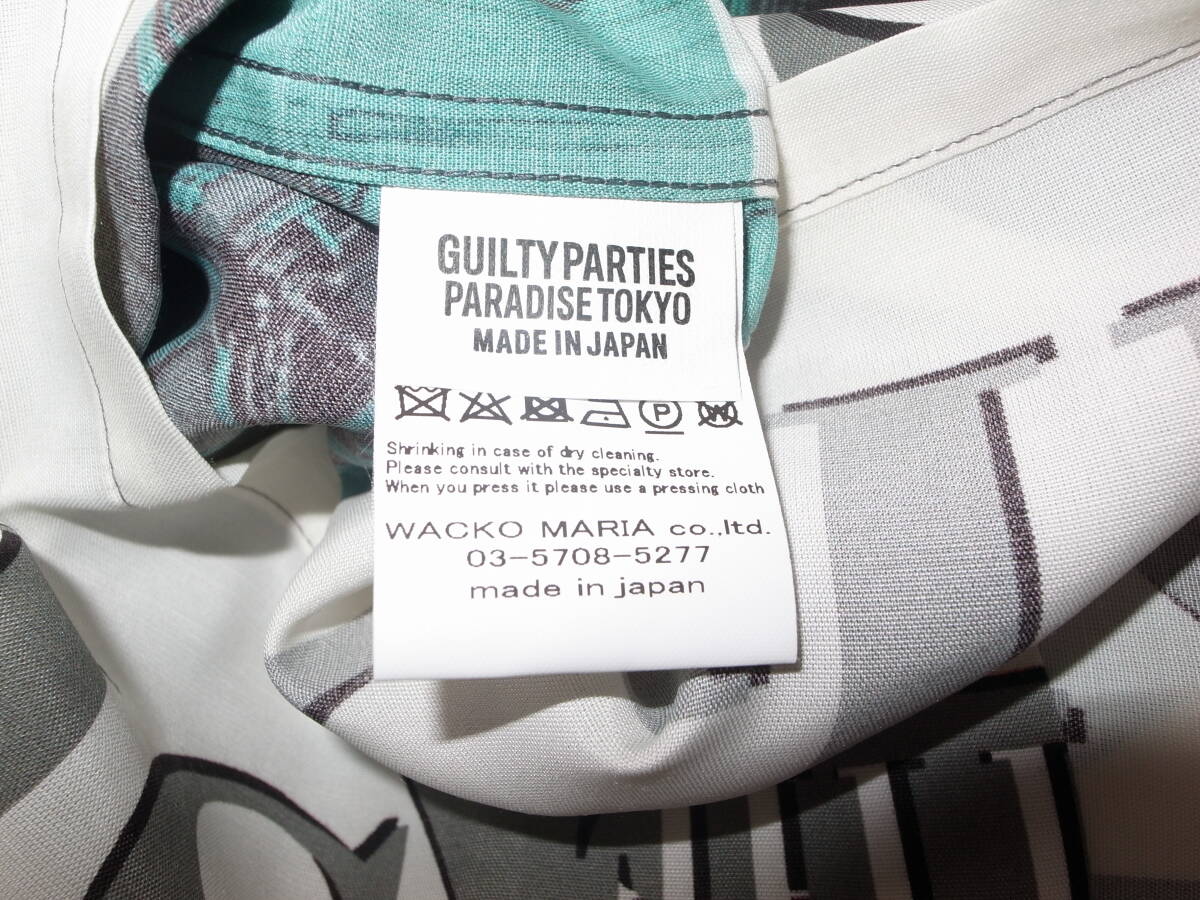 GUILTY PARTIES
PARADISE TOKYO
MADE IN JAPAN
P
W
Shrinking in case of dry cleaning.
Please consult with the specialty store.
When you press it please use a pressing cloth
WACKO MARIA co.,ltd.
03-5708-5277
made in japan